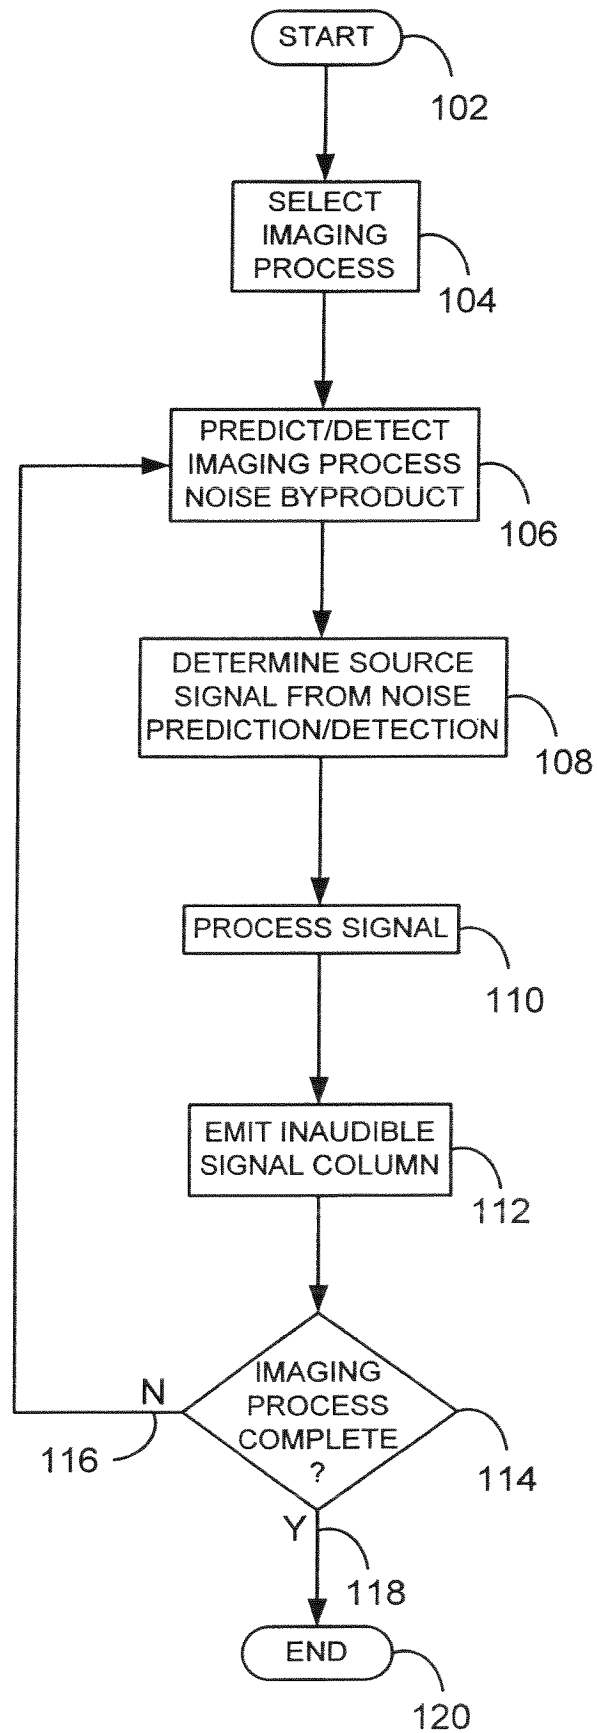 START
102
SELECT
IMAGING
PROCESS
104
PREDICT/DETECT
IMAGING PROCESS
NOISE BYPRODUCT
106
DETERMINE SOURCE
SIGNAL FROM NOISE
PREDICTION/DETECTION
108
PROCESS SIGNAL
110
EMIT INAUDIBLE
SIGNAL COLUMN
112
N
116
IMAGING
PROCESS
COMPLETE
?
114
Y
118
END
120